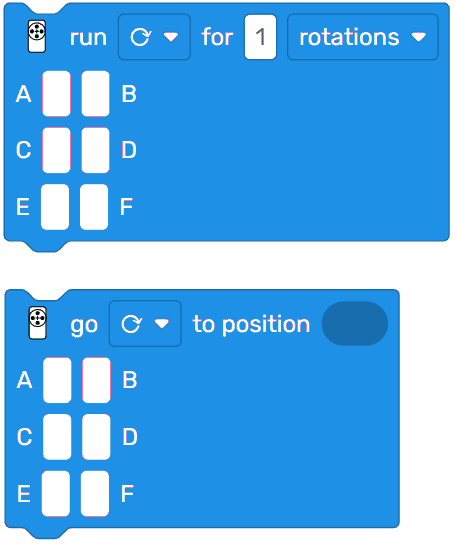 run for 1 rotations
A B
C D
E F
go to position
A B
C D
E F